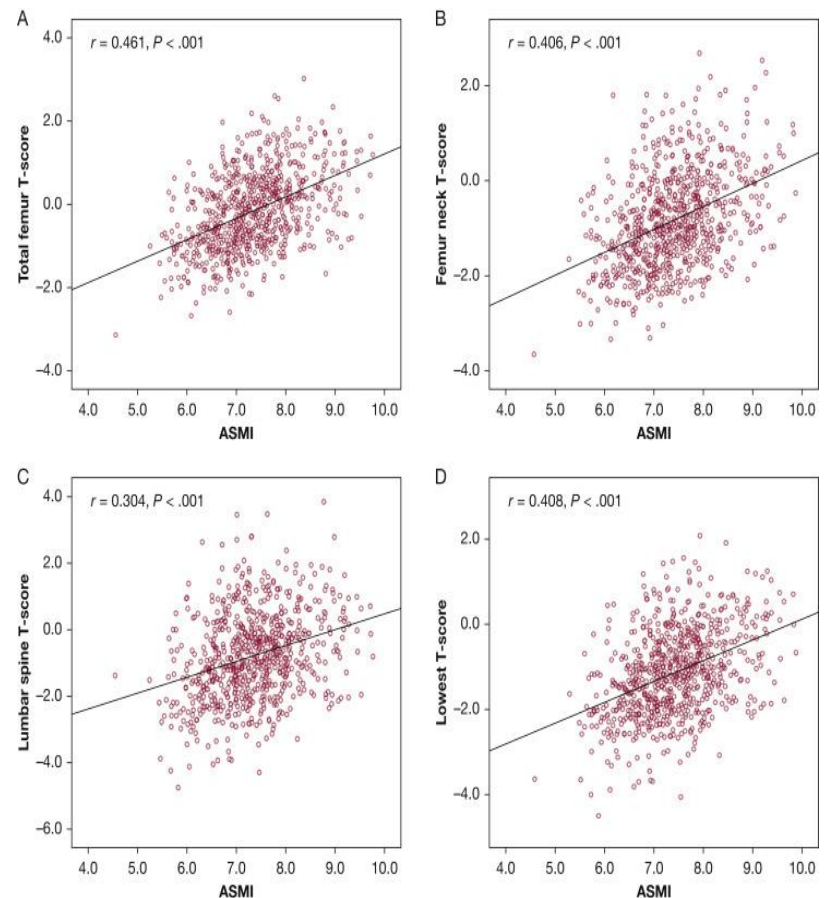 A
r = 0.461, P < .001
Total femur T-score
4.0
2.0
0.0
–2.0
–4.0
4.0 5.0 6.0 7.0 8.0 9.0 10.0
ASMI
B
r = 0.406, P < .001
Femur neck T-score
2.0
0.0
–2.0
–4.0
4.0 5.0 6.0 7.0 8.0 9.0 10.0
ASMI
C
r = 0.304, P < .001
Lumbar spine T-score
4.0
2.0
0.0
–2.0
–4.0
–6.0
4.0 5.0 6.0 7.0 8.0 9.0 10.0
ASMI
D
r = 0.408, P < .001
Lowest T-score
2.0
0.0
–2.0
–4.0
4.0 5.0 6.0 7.0 8.0 9.0 10.0
ASMI